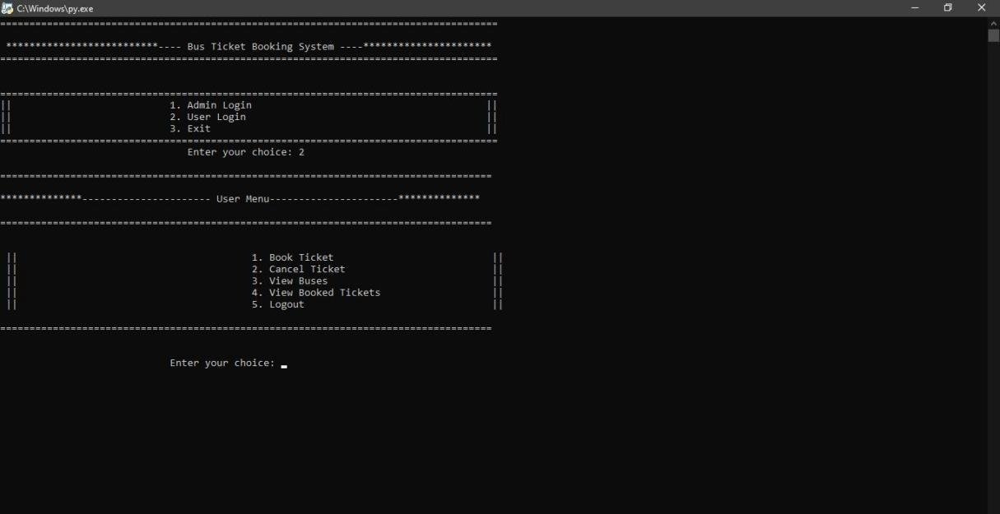 C:\Windows\py.exe
=====================================================================================
**************************---- Bus Ticket Booking System ----**********************
=====================================================================================
=====================================================================================
|| 1. Admin Login ||
|| 2. User Login ||
|| 3. Exit ||
=====================================================================================
Enter your choice: 2
====================================================================================
**************---------------------- User Menu----------------------**************
====================================================================================
|| 1. Book Ticket ||
|| 2. Cancel Ticket ||
|| 3. View Buses ||
|| 4. View Booked Tickets ||
|| 5. Logout ||
====================================================================================
Enter your choice: